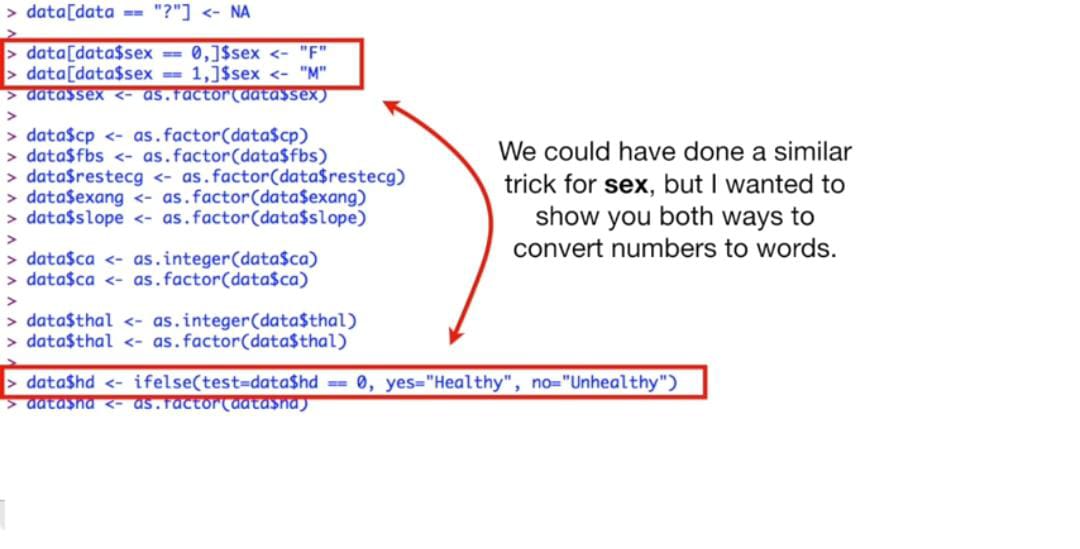 > data[data == "?"] <- NA
>
> data[data$sex == 0,]$sex <- "F"
> data[data$sex == 1,]$sex <- "M"
> data$sex <- as.factor(data$sex)
>
> data$cp <- as.factor(data$cp)
> data$fbs <- as.factor(data$fbs)
> data$restecg <- as.factor(data$restecg)
> data$exang <- as.factor(data$exang)
> data$slope <- as.factor(data$slope)
>
> data$ca <- as.integer(data$ca)
> data$ca <- as.factor(data$ca)
>
> data$thal <- as.integer(data$thal)
> data$thal <- as.factor(data$thal)
>
> data$hd <- ifelse(test=data$hd == 0, yes="Healthy", no="Unhealthy")
> data$hd <- as.factor(data$hd)
We could have done a similar
trick for sex, but I wanted to
show you both ways to
convert numbers to words.